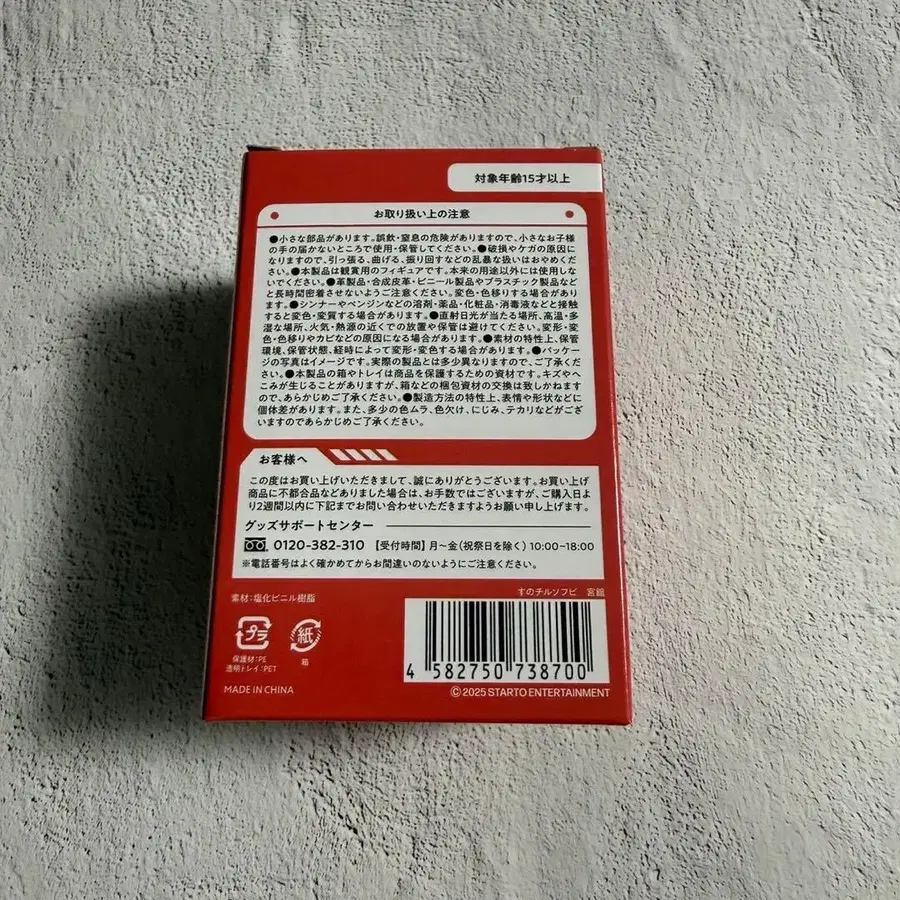 対象年齢15才以上
お取り扱い上の注意
●小さな部品があります。誤飲・窒息の危険がありますので、小さなお子様
の手の届かないところで使用・保管してください。●破損やケガの原因に
なりますので、引っ張る、曲げる、振り回すなどの乱暴な扱いはおやめくだ
さい。●本製品は観賞用のフィギュアです。本来の用途以外には使用しな
いでください。●革製品・合成皮革・ビニール製品やプラスチック製品など
と長時間密着させないようご注意ください。変色・色移りする場合があり
ます。●シンナーやベンジンなどの溶剤・薬品・化粧品・消毒液などと接触
すると変色・変質する場合があります。●直射日光が当たる場所、高温・多
湿な場所、火気・熱源の近くでの放置や保管は避けてください。変形・変
色・色移りやカビなどの原因になる場合があります。●素材の特性上、保管
環境、保管状態、経時によって変形・変色する場合があります。●パッケー
ジの写真はイメージです。実際の製品とは多少異なりますので、ご了承くだ
さい。●本製品の箱やトレイは商品を保護するための資材です。キズやへ
こみが生じることがありますが、箱などの梱包資材の交換は致しかねます
ので、あらかじめご了承ください。●製造方法の特性上、表情や形状などに
個体差があります。また、多少の色ムラ、色欠け、にじみ、テカリなどがござ
いますのであらかじめご了承ください。
お客様へ
この度はお買い上げいただきまして、誠にありがとうございます。お買い上げ
商品に不都合品などありました場合は、お手数ではございますが、ご購入日よ
り2週間以内に下記までお問い合わせいただきますようお願い申し上げます。
グッズサポートセンター
0120-382-310 【受付時間】月〜金(祝祭日を除く)10:00~18:00
※電話番号はよく確かめてからお間違いのないようにご注意ください。
素材:塩化ビニル樹脂
すのチルソフビ 宮舘
プラ
紙
保護材:PE
透明トレイ:PET
箱
4 582750 738700
MADE IN CHINA
©2025 STARTO ENTERTAINMENT